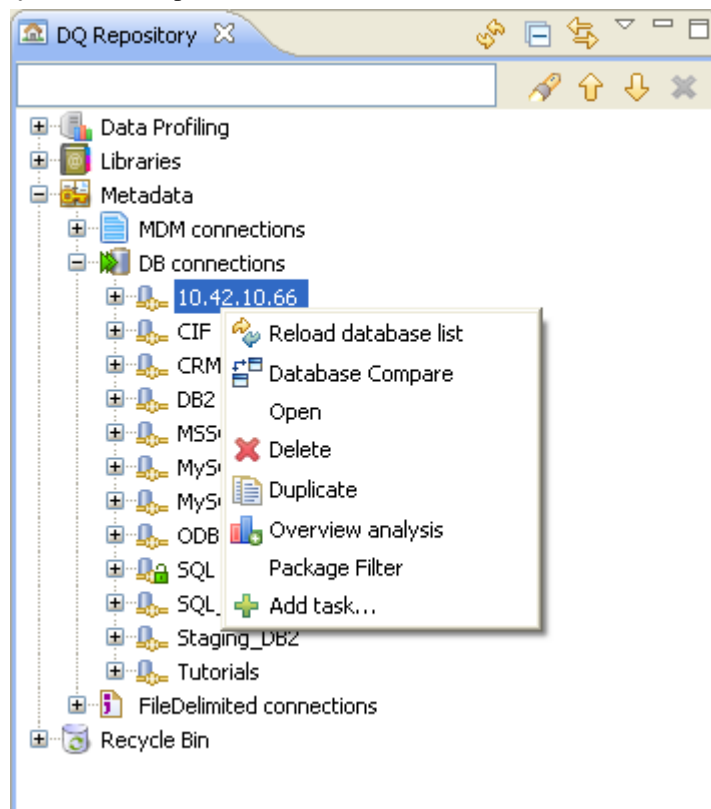 DQ Repository
Data Profiling
Libraries
Metadata
MDM connections
DB connections
10.42.10.66
CIF
Reload database list
CRM
Database Compare
DB2
Open
Delete
Duplicate
Overview analysis
SQL
Package Filter
Add task...
Staging_DB2
Tutorials
FileDelimited connections
Recycle Bin